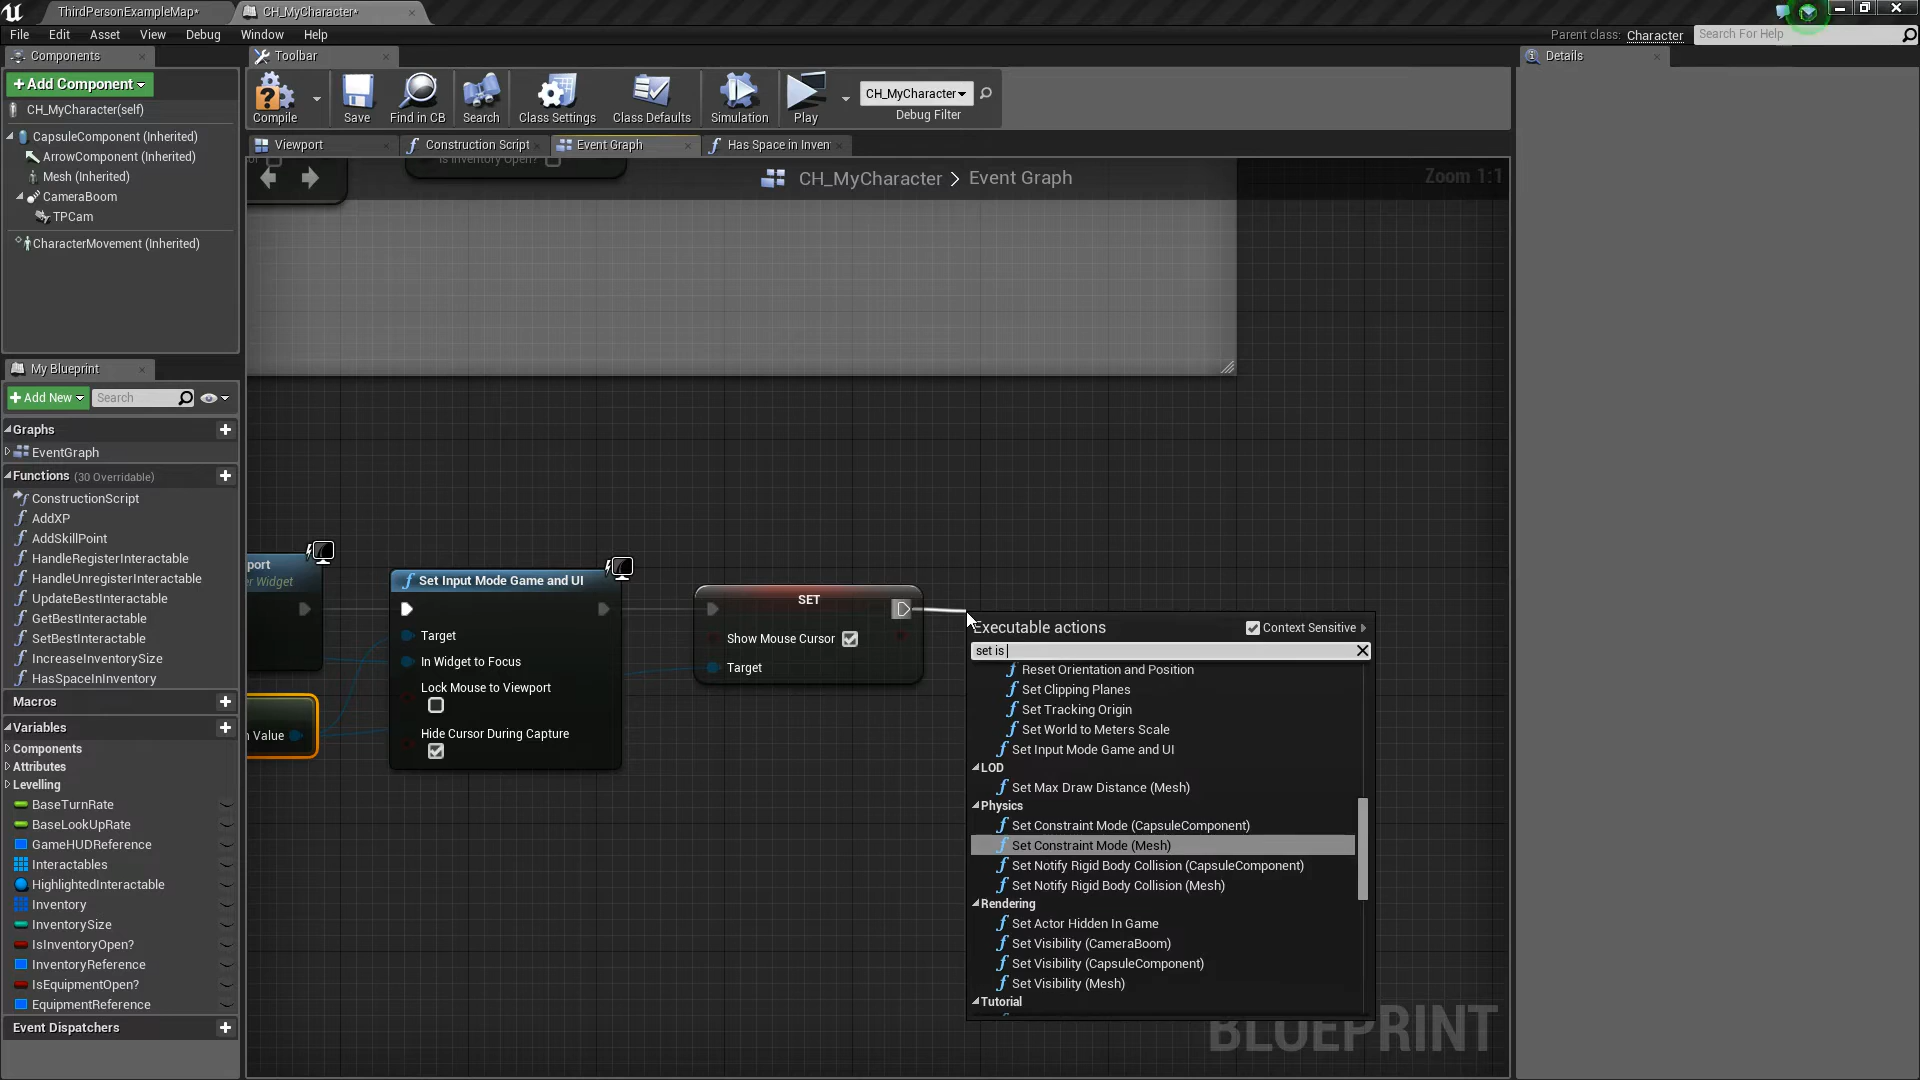 ThirdPersonExampleMap*
CH_MyCharacter*
File Edit Asset View Debug Window Help
Parent class: Character
Search For Help
Components
Toolbar
Details
+Add Component
CH_MyCharacter(self)
CapsuleComponent (Inherited)
ArrowComponent (Inherited)
Mesh (Inherited)
CameraBoom
TPCam
CharacterMovement (Inherited)
Compile
Save
Find in CB
Search
Class Settings
Class Defaults
Simulation
Play
CH_MyCharacter
Debug Filter
Viewport
Construction Script
Event Graph
Has Space in Inven
Is Inventory Open?
CH_MyCharacter > Event Graph
Zoom 1:1
My Blueprint
+Add New
Search
Graphs
EventGraph
Functions (30 Overridable)
ConstructionScript
AddXP
AddSkillPoint
HandleRegisterInteractable
HandleUnregisterInteractable
UpdateBestInteractable
GetBestInteractable
SetBestInteractable
IncreaseInventorySize
HasSpaceInInventory
Macros
Variables
Components
Attributes
Levelling
BaseTurnRate
BaseLookUpRate
GameHUDReference
Interactables
HighlightedInteractable
Inventory
InventorySize
IsInventoryOpen?
InventoryReference
IsEquipmentOpen?
EquipmentReference
Event Dispatchers
port
er Widget
n Value
Set Input Mode Game and UI
Target
In Widget to Focus
Lock Mouse to Viewport
Hide Cursor During Capture
SET
Show Mouse Cursor
Target
Executable actions
Context Sensitive
set is
Reset Orientation and Position
Set Clipping Planes
Set Tracking Origin
Set World to Meters Scale
Set Input Mode Game and UI
LOD
Set Max Draw Distance (Mesh)
Physics
Set Constraint Mode (CapsuleComponent)
Set Constraint Mode (Mesh)
Set Notify Rigid Body Collision (CapsuleComponent)
Set Notify Rigid Body Collision (Mesh)
Rendering
Set Actor Hidden In Game
Set Visibility (CameraBoom)
Set Visibility (CapsuleComponent)
Set Visibility (Mesh)
Tutorial
BLUEPRINT